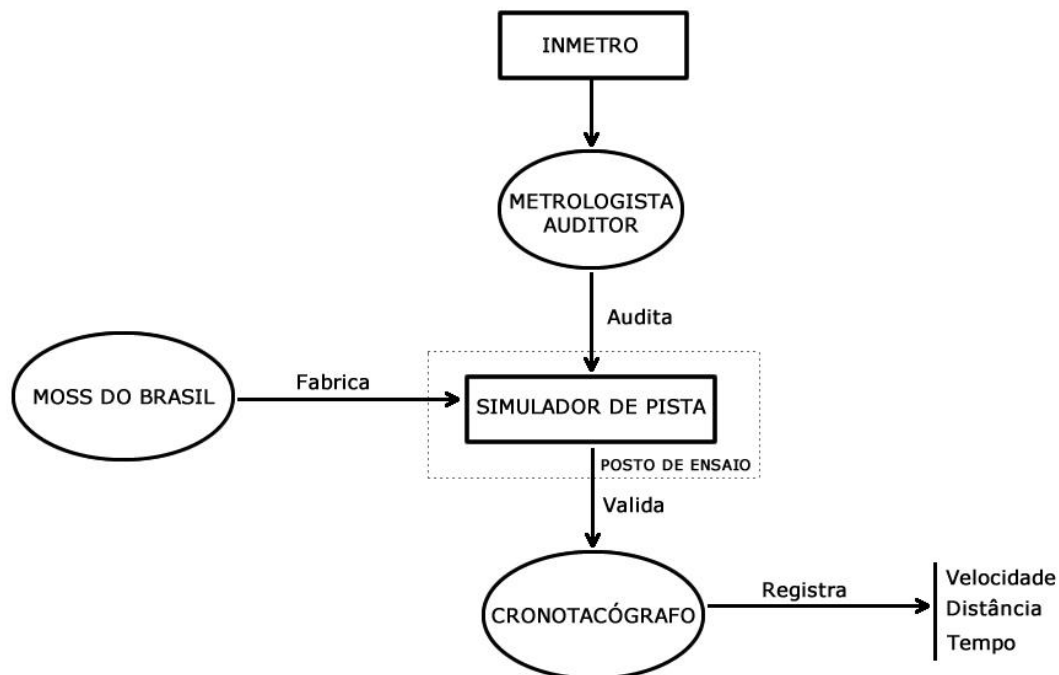 INMETRO
METROLOGISTA
AUDITOR
Audita
MOSS DO BRASIL
Fabrica
SIMULADOR DE PISTA
POSTO DE ENSAIO
Valida
CRONOTACÓGRAFO
Registra
Velocidade
Distância
Tempo